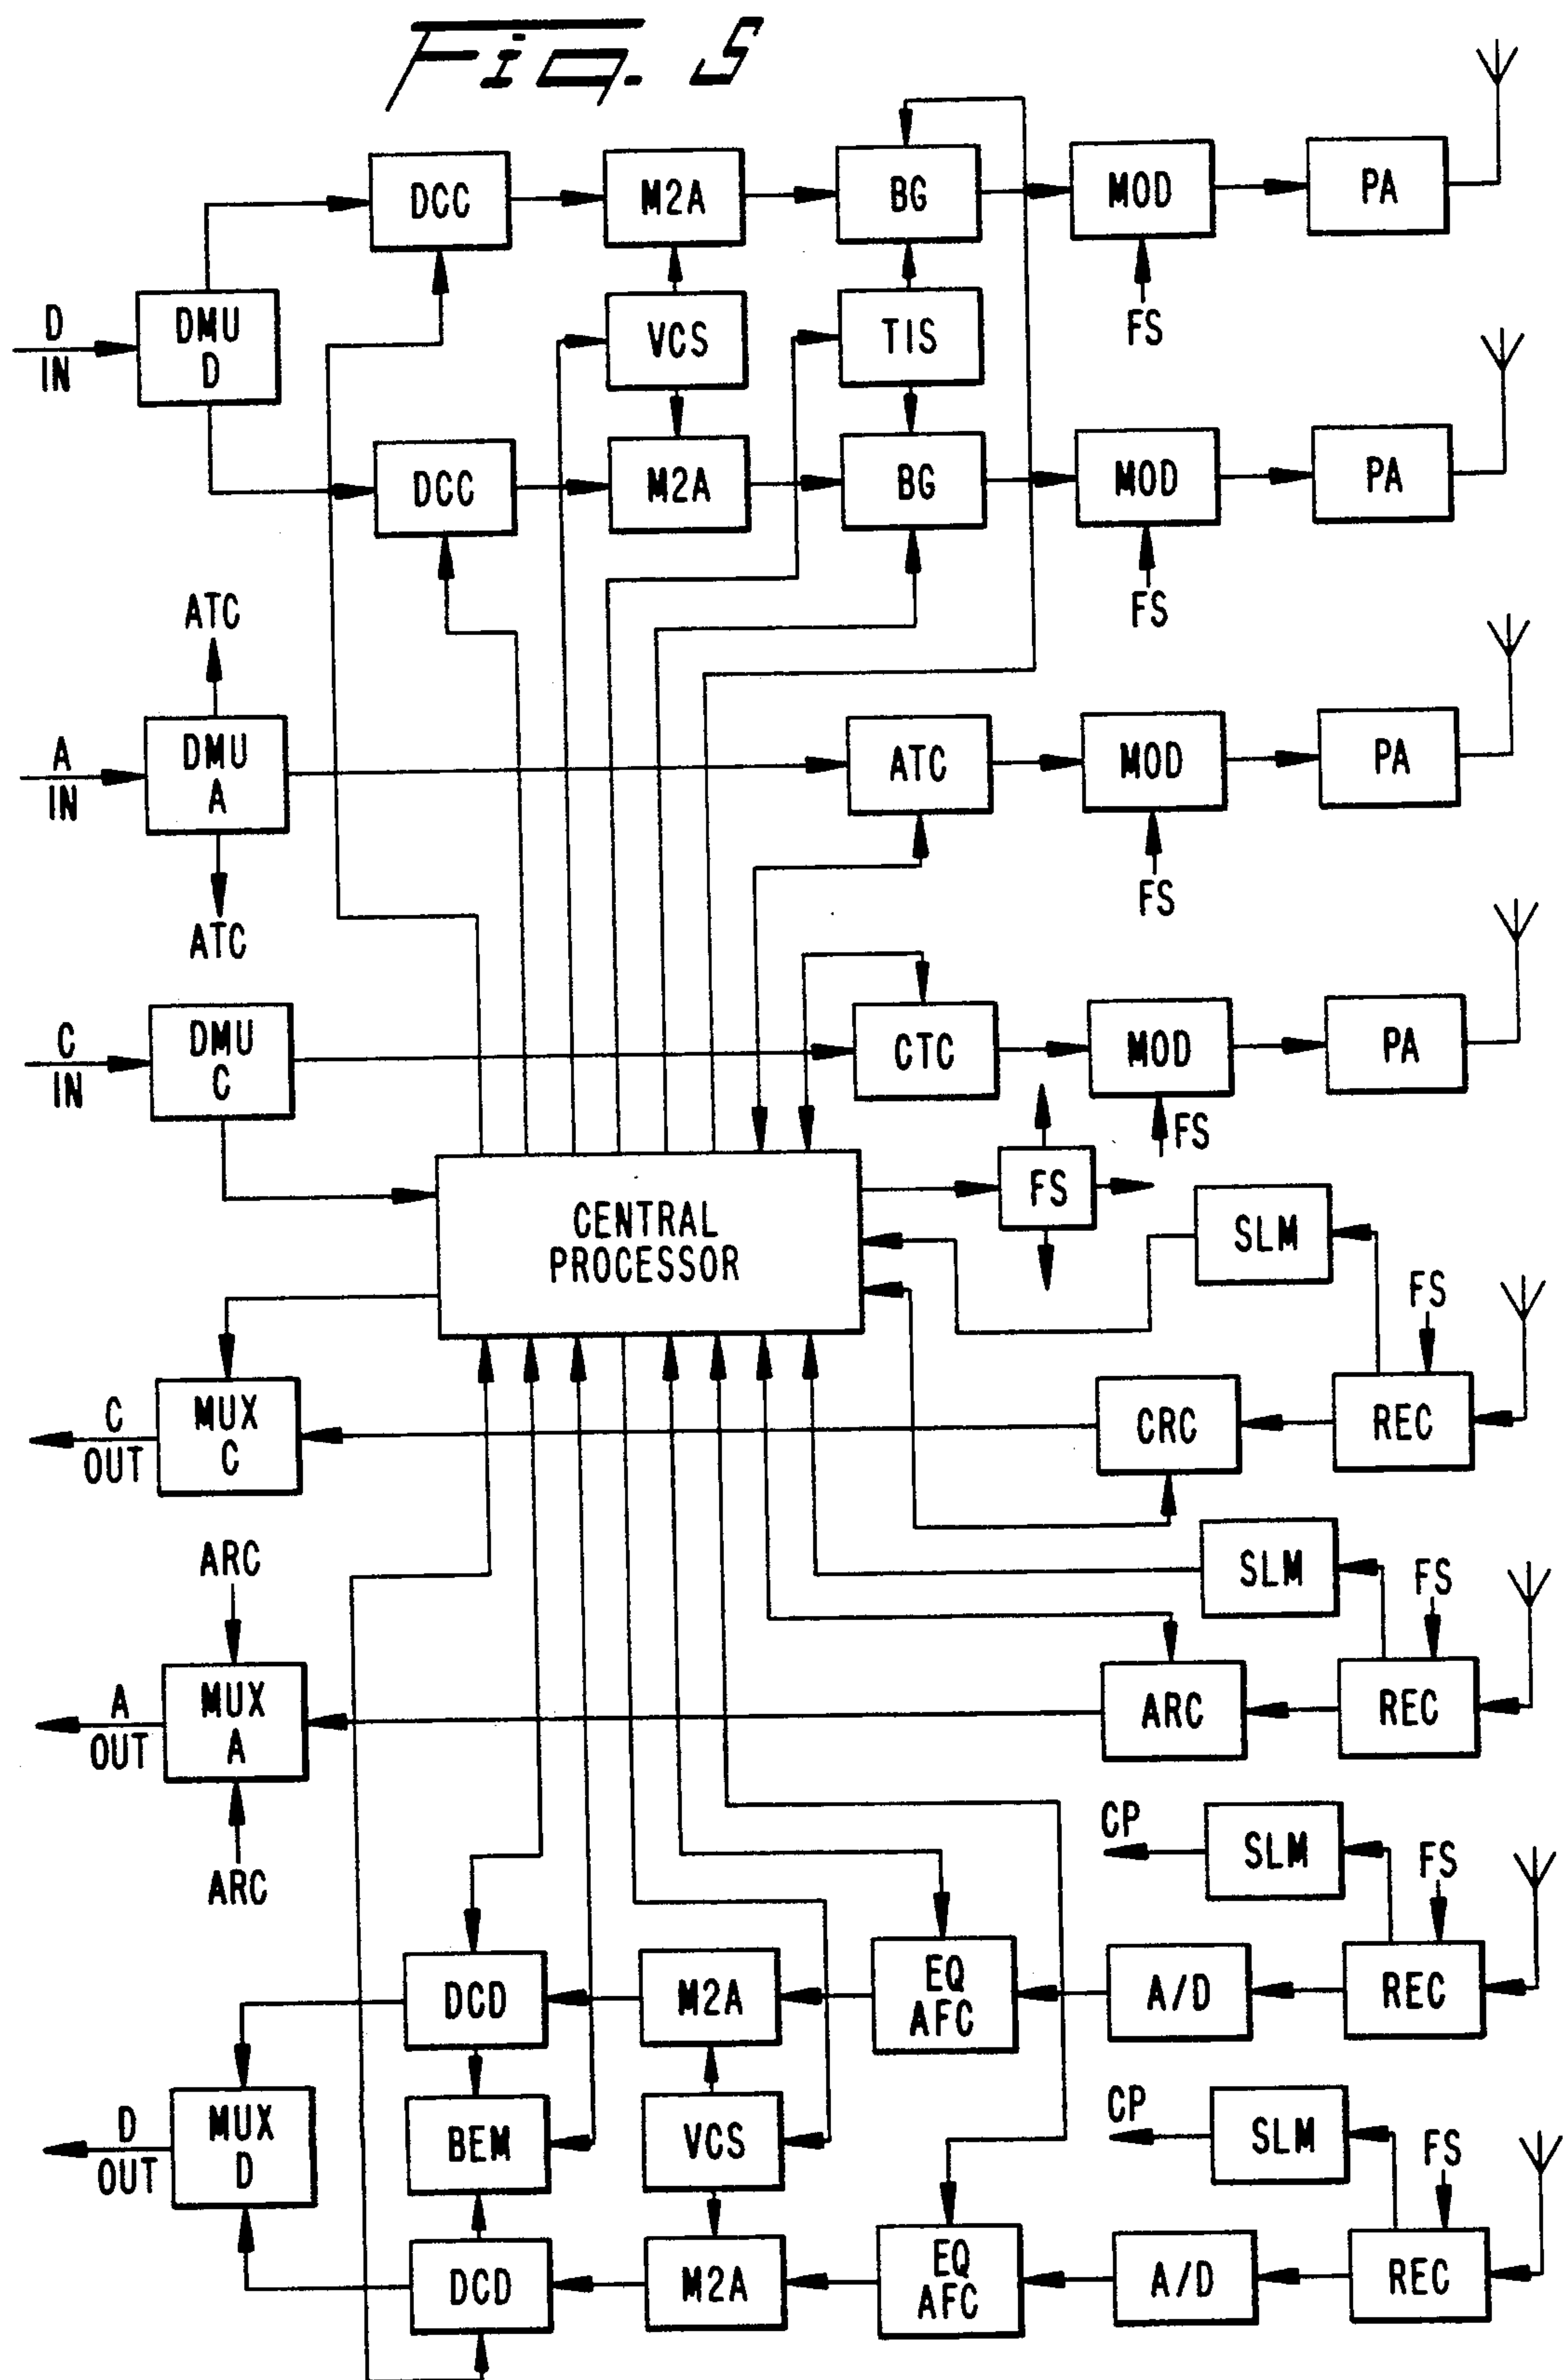 Fig. 5
DCC
M2A
BG
MOD
PA
D
IN
DMU
D
VCS
TIS
FS
DCC
M2A
BG
MOD
PA
FS
ATC
A
IN
DMU
A
ATC
MOD
PA
FS
ATC
C
IN
DMU
C
CTC
MOD
PA
FS
CENTRAL
PROCESSOR
FS
SLM
FS
C
OUT
MUX
C
CRC
REC
ARC
SLM
FS
A
OUT
MUX
A
ARC
REC
ARC
CP
SLM
FS
DCD
M2A
EQ
AFC
A/D
REC
D
OUT
MUX
D
BEM
VCS
CP
SLM
FS
DCD
M2A
EQ
AFC
A/D
REC